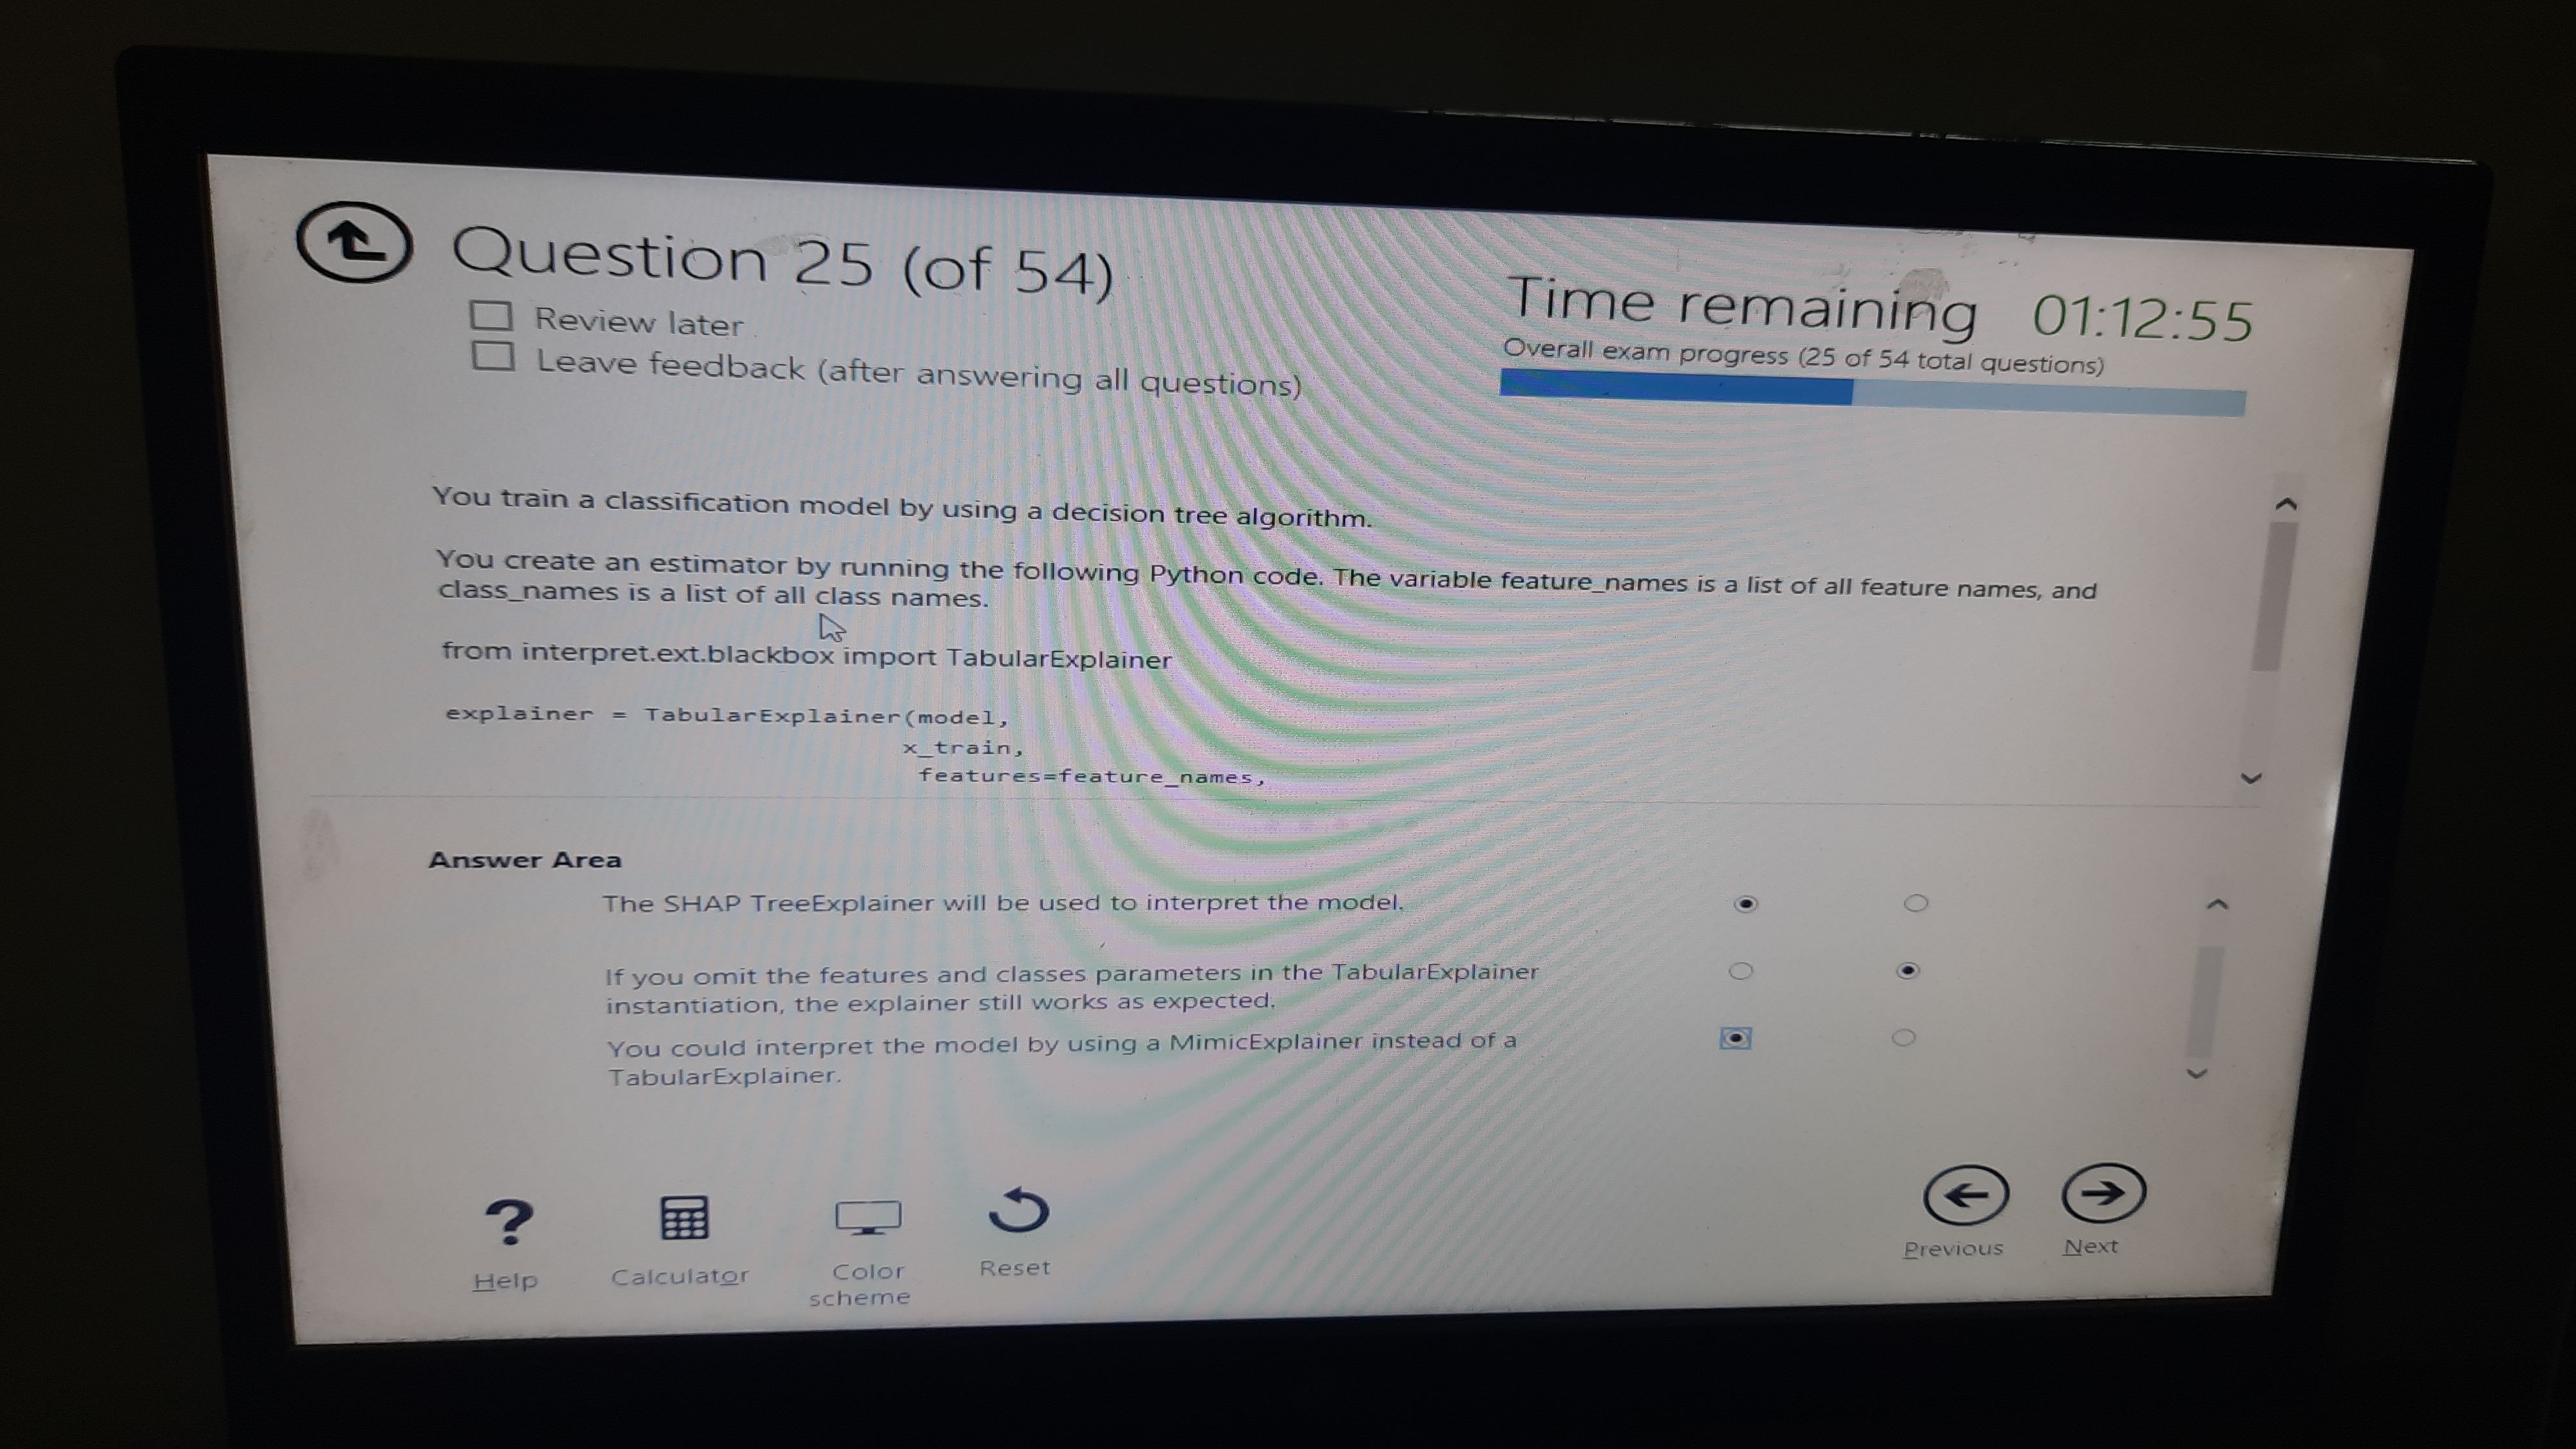 Question 25 (of 54)
Time remaining 01:12:55
Review later
Overall exam progress (25 of 54 total questions)
Leave feedback (after answering all questions)
You train a classification model by using a decision tree algorithm.
You create an estimator by running the following Python code. The variable feature_names is a list of all feature names, and
class_names is a list of all class names.
from interpret.ext.blackbox import TabularExplainer
explainer = TabularExplainer(model,
x_train,
features=feature_names,
Answer Area
The SHAP TreeExplainer will be used to interpret the model.
If you omit the features and classes parameters in the TabularExplainer
instantiation, the explainer still works as expected.
You could interpret the model by using a MimicExplainer instead of a
TabularExplainer.
Help
Calculator
Color
scheme
Reset
Previous
Next